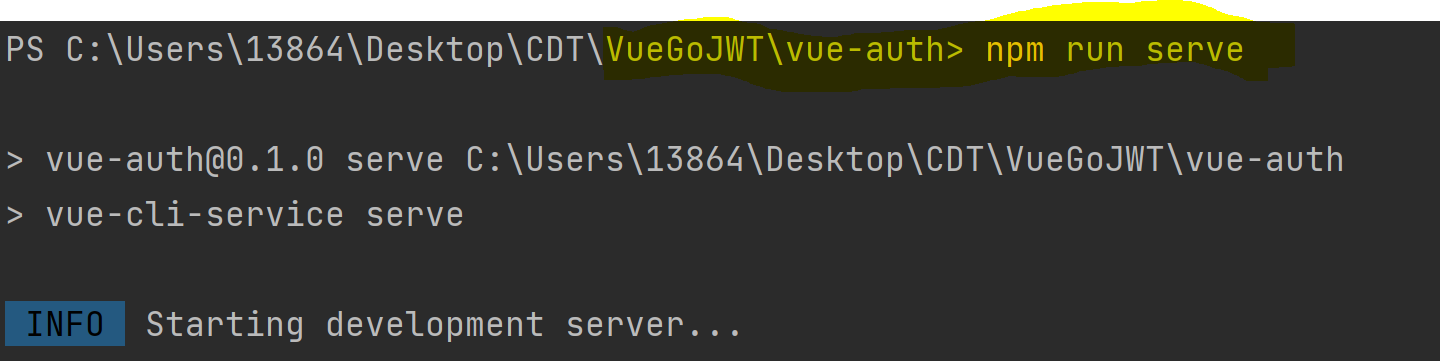 PS C:\Users\13864\Desktop\CDT\VueGoJWT\vue-auth> npm run serve
> vue-auth@0.1.0 serve C:\Users\13864\Desktop\CDT\VueGoJWT\vue-auth
> vue-cli-service serve
INFO Starting development server...